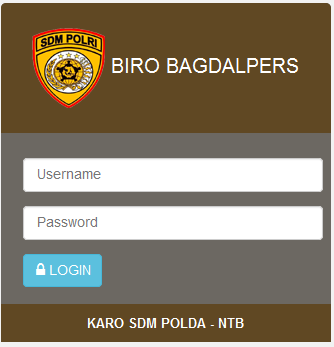 SDM POLRI
BIRO BAGDALPERS
Username
Password
LOGIN
KARO SDM POLDA - NTB